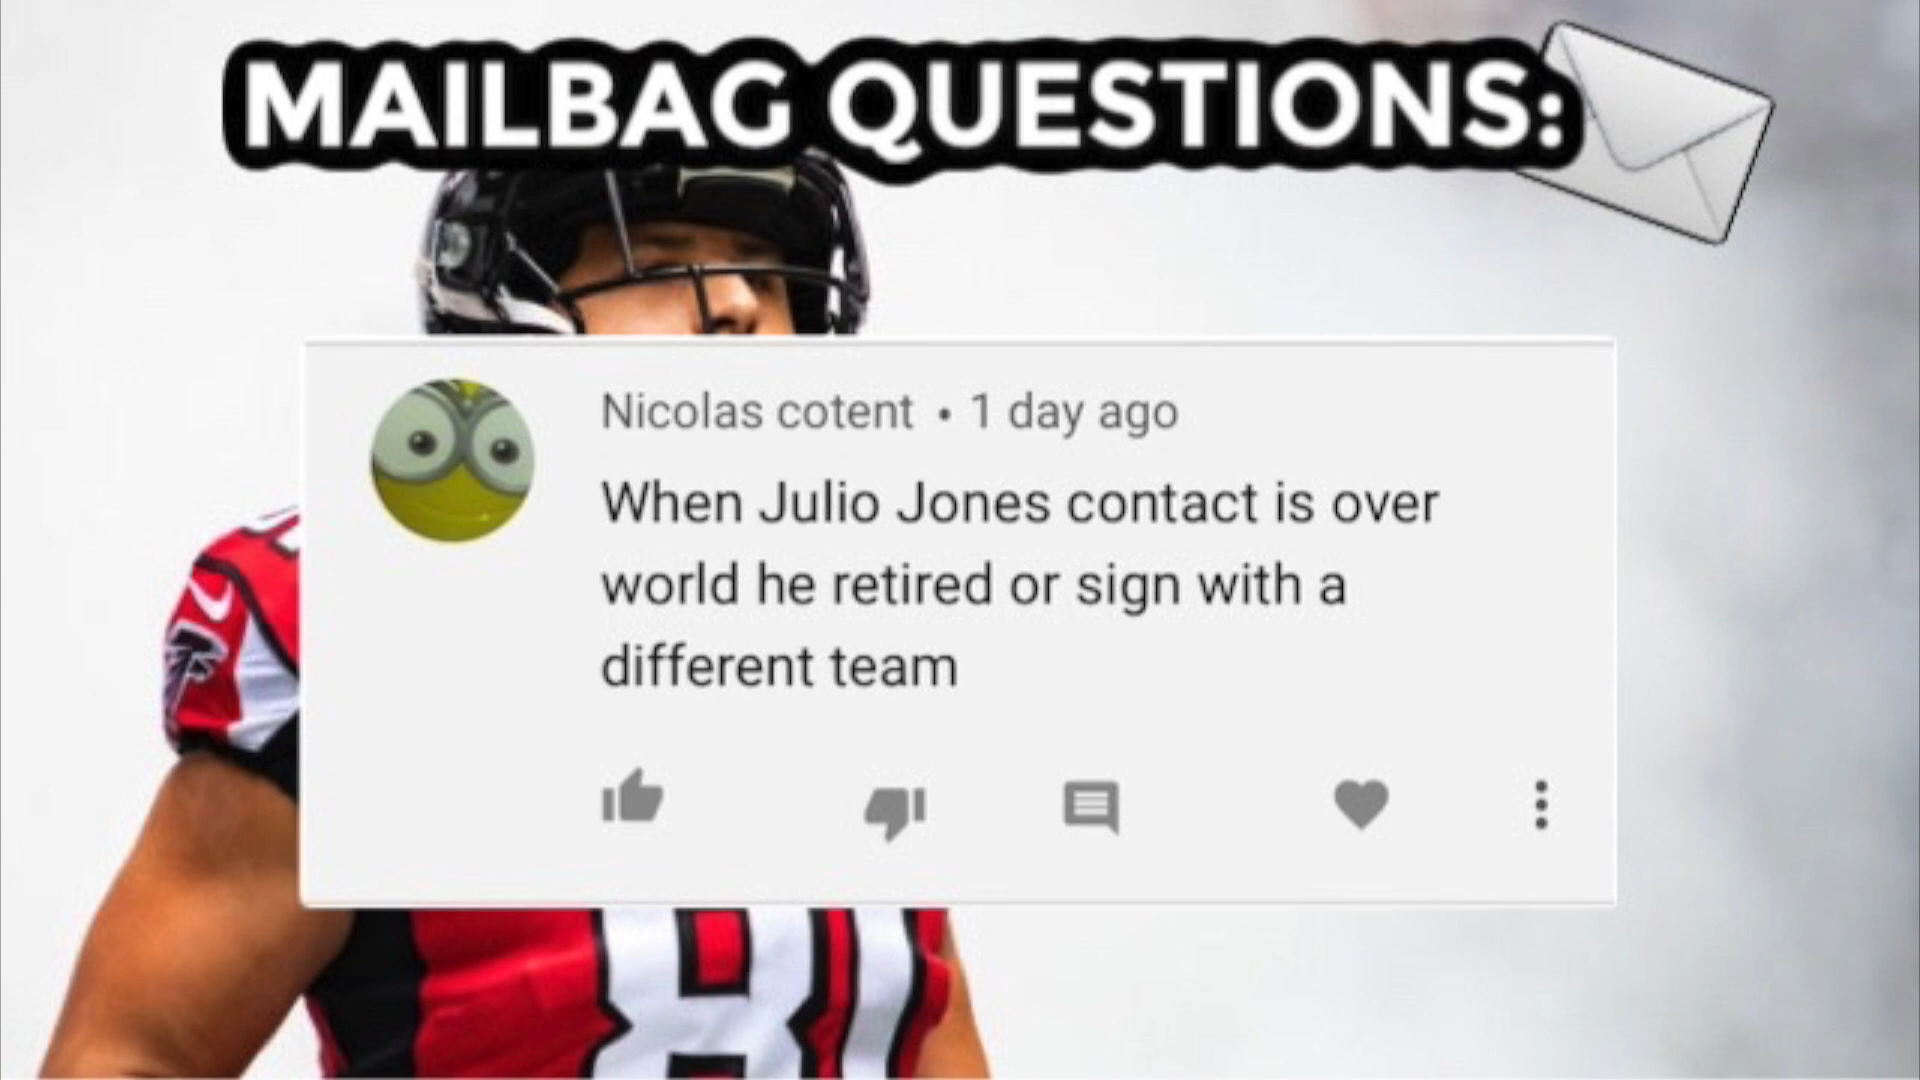 MAILBAG QUESTIONS:
Nicolas cotent • 1 day ago
When Julio Jones contact is over
world he retired or sign with a
different team